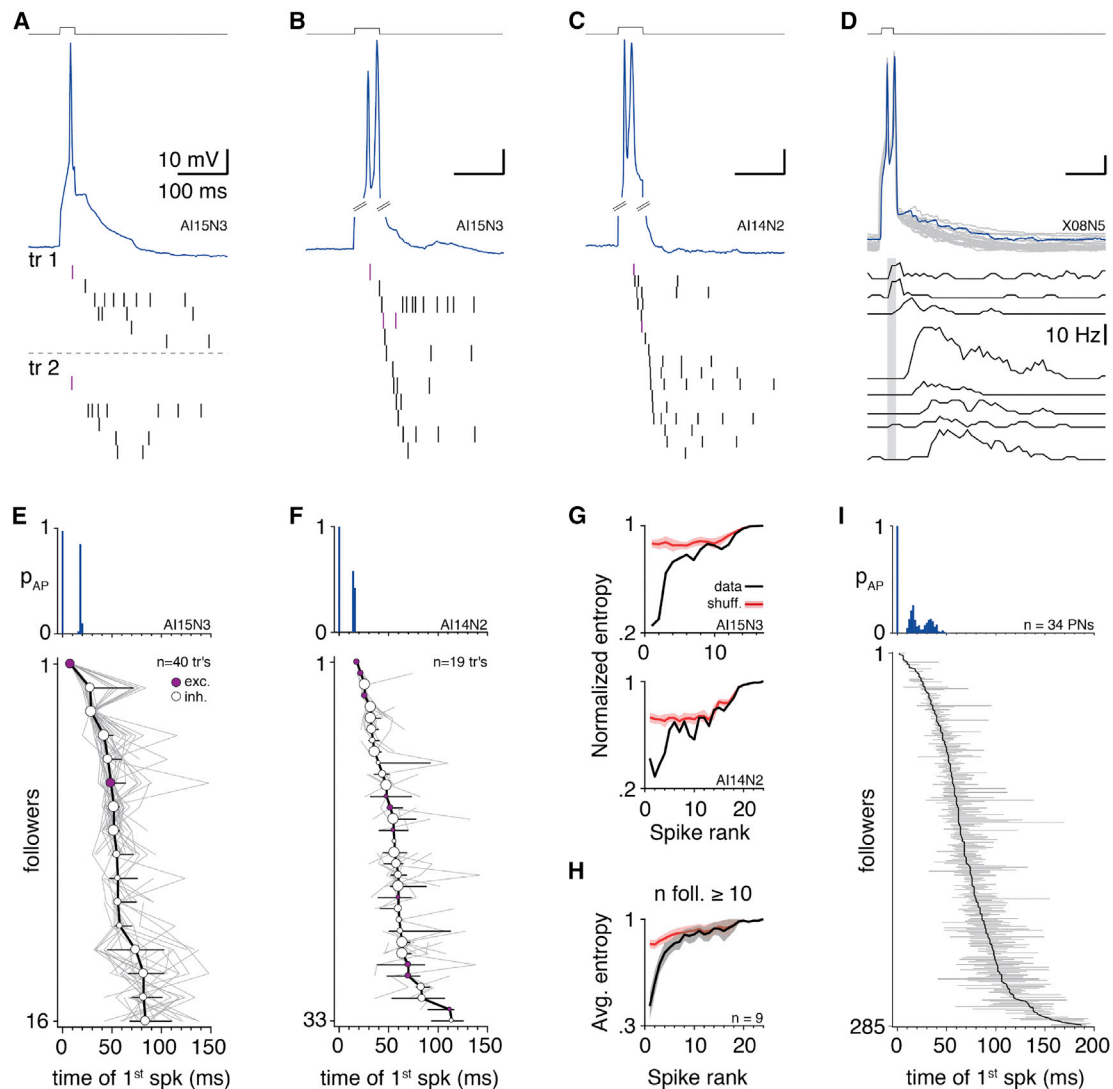 A
B
C
D
10 mV
100 ms
AI15N3
AI15N3
AI14N2
X08N5
tr 1
tr 2
10 Hz
E
F
G
I
1
pAP
0
AI15N3
1
0
AI14N2
1
.2
data
shuff.
AI15N3
0 10
1
pAP
0
n = 34 PNs
1
n=40 tr's
exc.
inh.
followers
16
0 50 100 150
time of 1st spk (ms)
1
n=19 tr's
33
0 50 100 150
time of 1st spk (ms)
Normalized entropy
1
.2
AI14N2
0 10 20
Spike rank
H
n foll. ≥ 10
Avg. entropy
1
.3
n = 9
0 10 20
Spike rank
1
followers
285
0 50 100 150 200
time of 1st spk (ms)